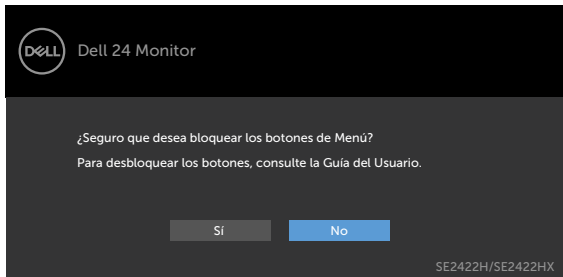 DELL
Dell 24 Monitor
¿Seguro que desea bloquear los botones de Menú?
Para desbloquear los botones, consulte la Guía del Usuario.
Sí
No
SE2422H/SE2422HX